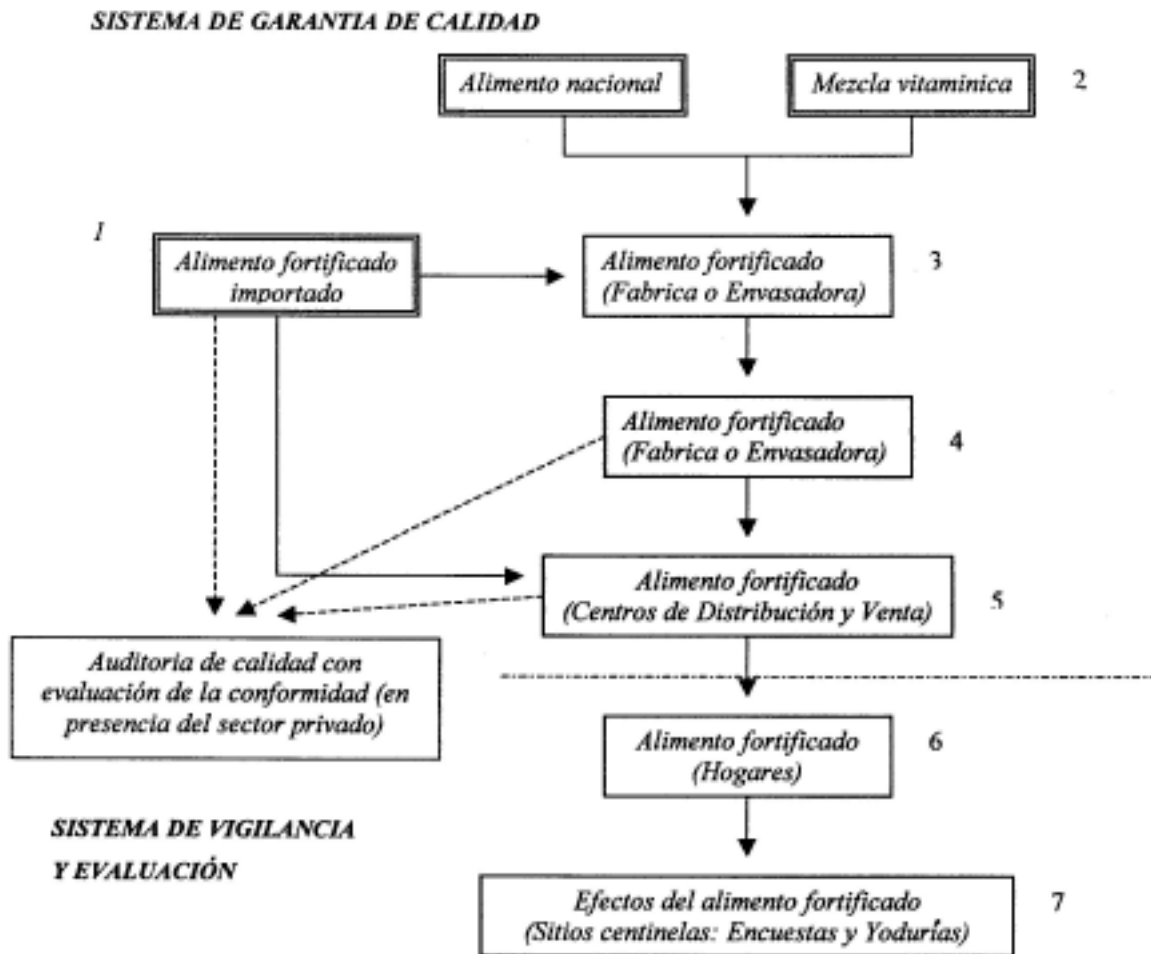 SISTEMA DE GARANTIA DE CALIDAD
Alimento nacional
Mezcla vitamínica
2
1
Alimento fortificado
importado
Alimento fortificado
(Fabrica o Envasadora)
3
Alimento fortificado
(Fabrica o Envasadora)
4
Alimento fortificado
(Centros de Distribución y Venta)
5
Auditoria de calidad con
evaluación de la conformidad (en
presencia del sector privado)
Alimento fortificado
(Hogares)
6
SISTEMA DE VIGILANCIA
Y EVALUACIÓN
Efectos del alimento fortificado
(Sitios centinelas: Encuestas y Yodurías)
7